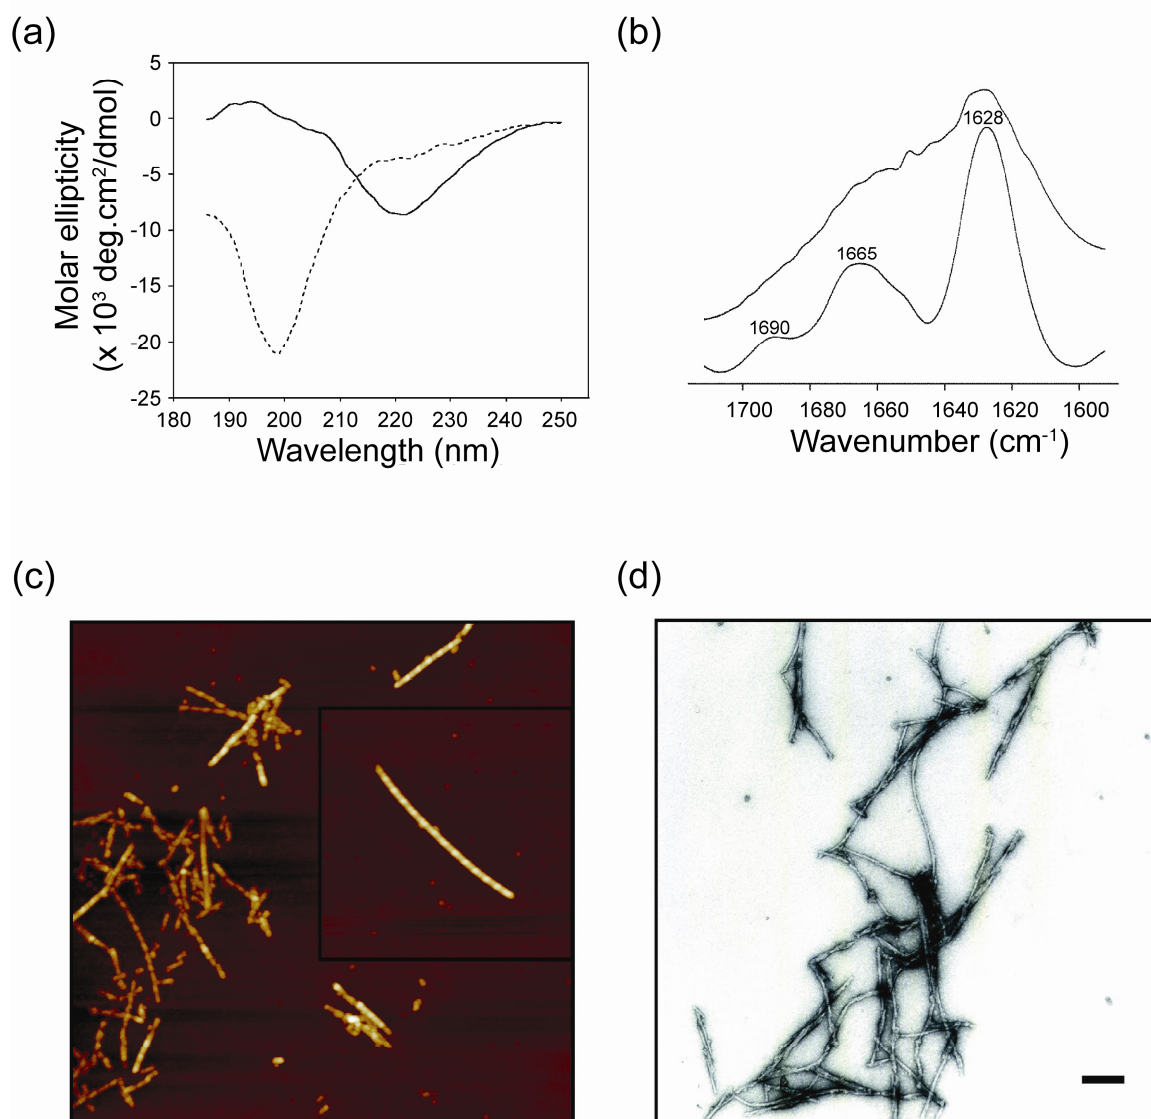 (a)
(b)
5
0
-5
-10
-15
-20
-25
Molar ellipticity
(x 10³ deg.cm²/dmol)
180 190 200 210 220 230 240 250
Wavelength (nm)
1628
1665
1690
1700 1680 1660 1640 1620 1600
Wavenumber (cm⁻¹)
(c)
(d)